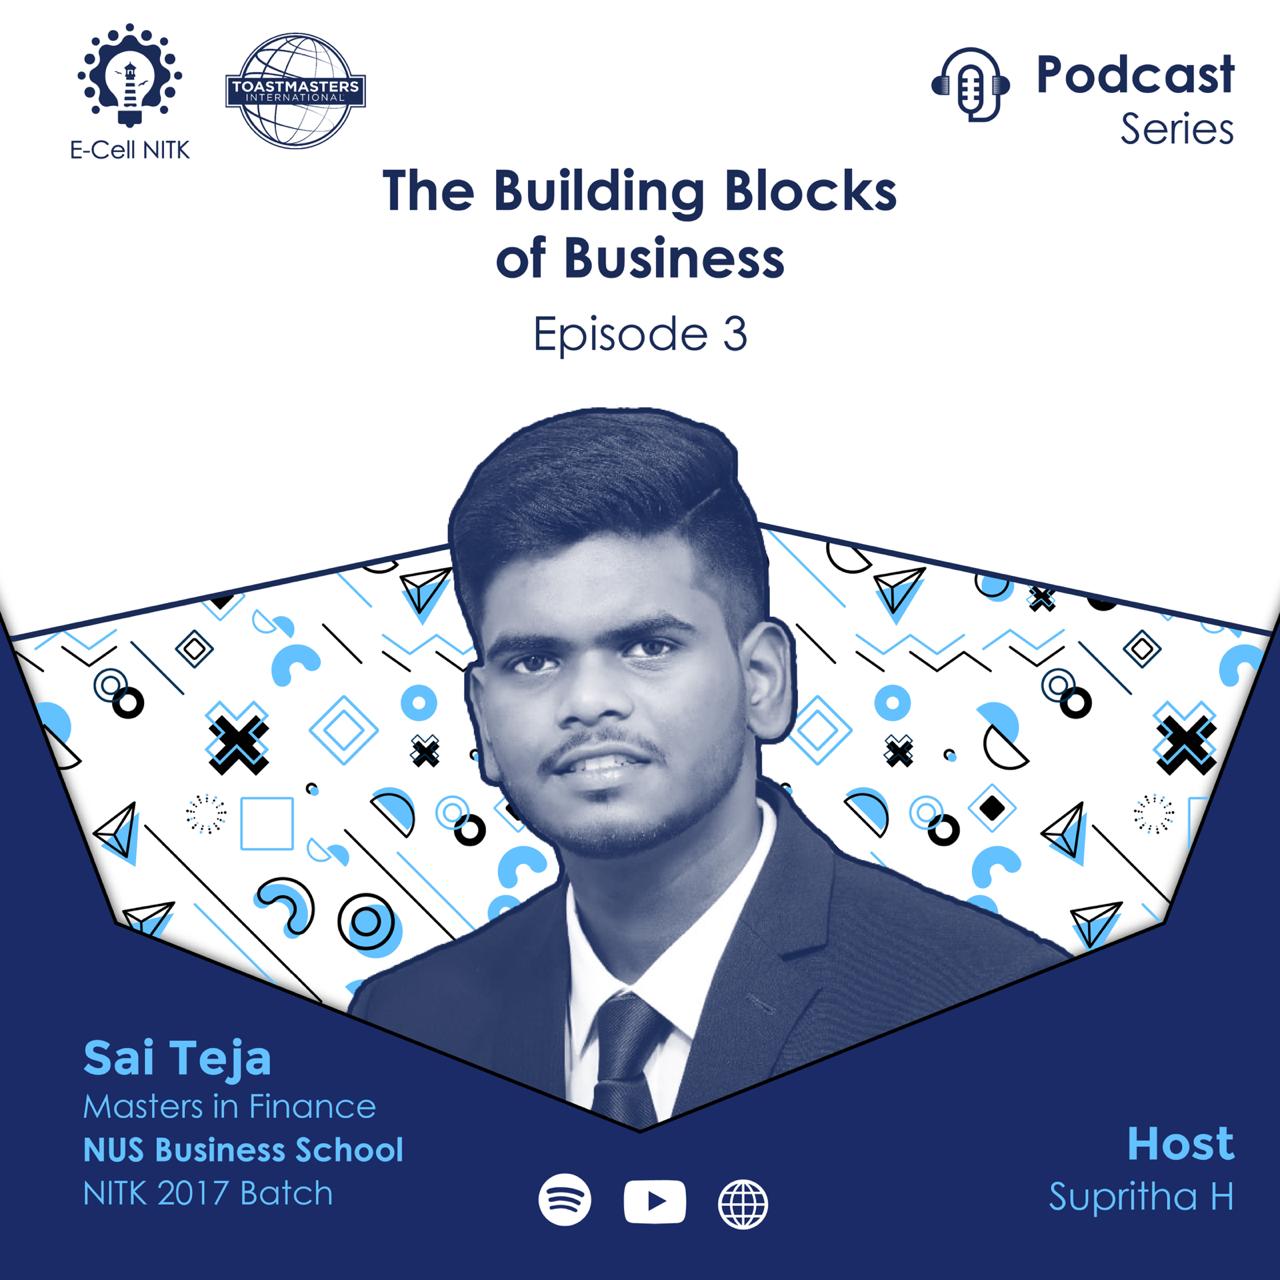 E-Cell NITK
TOASTMASTERS
INTERNATIONAL
Podcast
Series
The Building Blocks
of Business
Episode 3
Sai Teja
Masters in Finance
NUS Business School
NITK 2017 Batch
Host
Supritha H